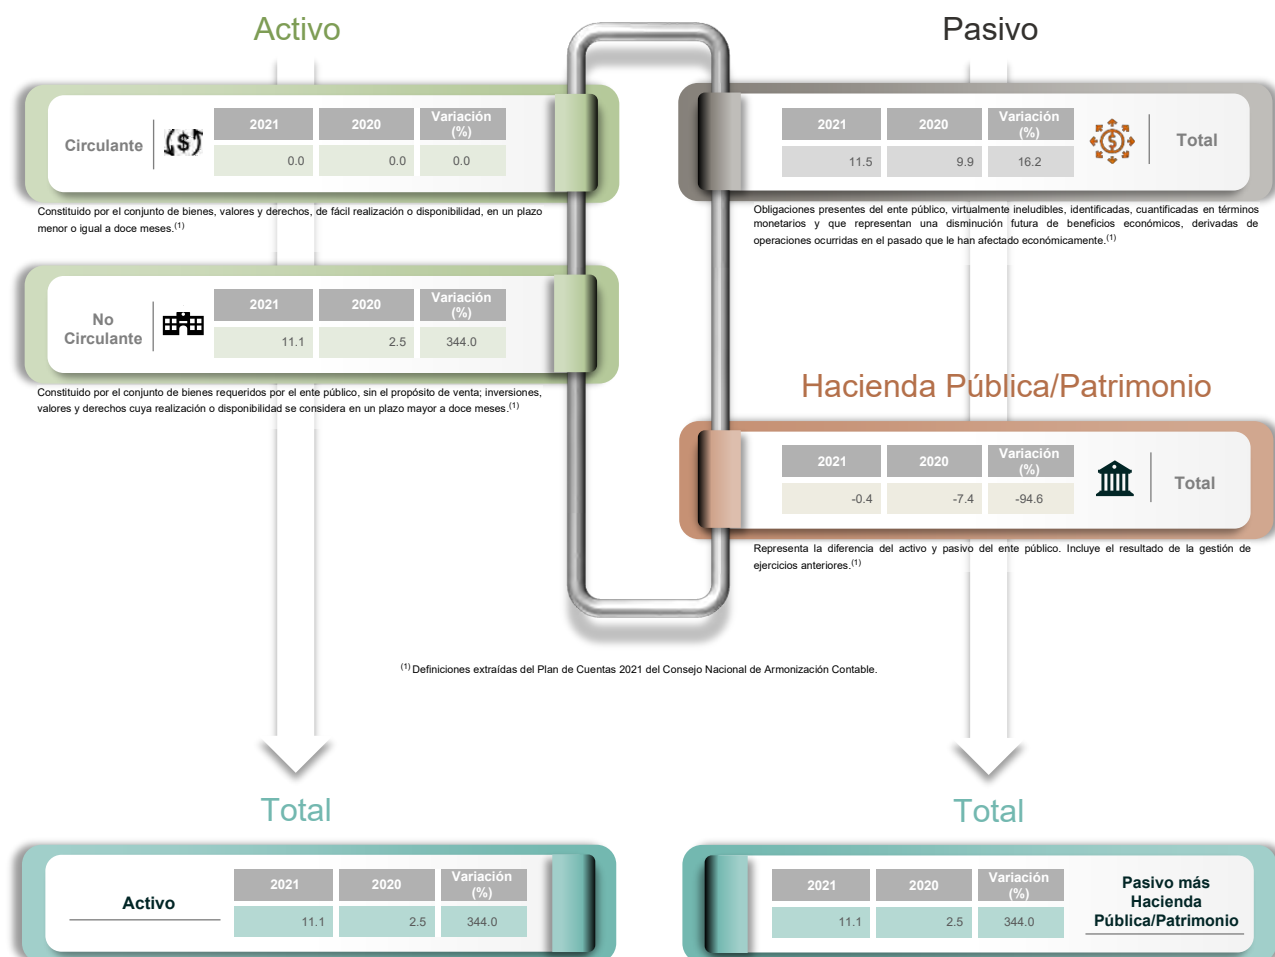 Activo
Circulante
2021 2020 Variación (%)
0.0 0.0 0.0
Constituido por el conjunto de bienes, valores y derechos, de fácil realización o disponibilidad, en un plazo
menor o igual a doce meses.(1)
No
Circulante
2021 2020 Variación (%)
11.1 2.5 344.0
Constituido por el conjunto de bienes requeridos por el ente público, sin el propósito de venta; inversiones,
valores y derechos cuya realización o disponibilidad se considera en un plazo mayor a doce meses.(1)
Pasivo
2021 2020 Variación (%)
11.5 9.9 16.2
Total
Obligaciones presentes del ente público, virtualmente ineludibles, identificadas, cuantificadas en términos
monetarios y que representan una disminución futura de beneficios económicos, derivadas de
operaciones ocurridas en el pasado que le han afectado económicamente.(1)
Hacienda Pública/Patrimonio
2021 2020 Variación (%)
-0.4 -7.4 -94.6
Total
Representa la diferencia del activo y pasivo del ente público. Incluye el resultado de la gestión de
ejercicios anteriores.(1)
(1) Definiciones extraídas del Plan de Cuentas 2021 del Consejo Nacional de Armonización Contable.
Total
Activo
2021 2020 Variación (%)
11.1 2.5 344.0
Total
2021 2020 Variación (%)
11.1 2.5 344.0
Pasivo más
Hacienda
Pública/Patrimonio